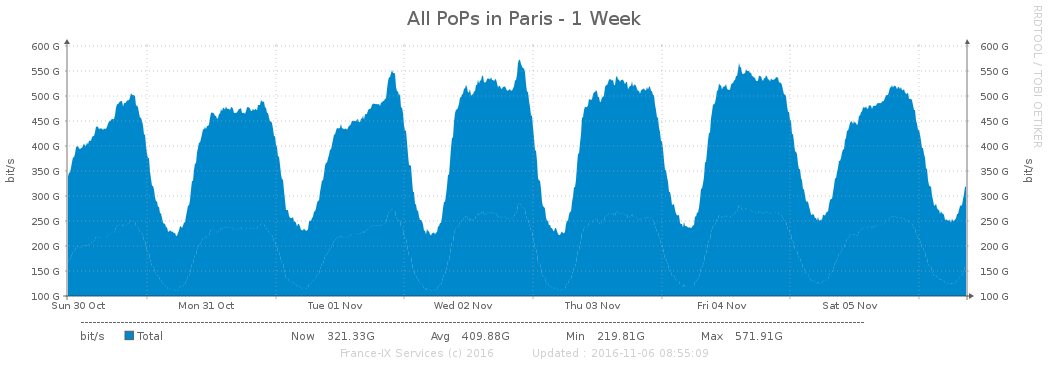 All PoPs in Paris - 1 Week
RRDTOOL / TOBI OETIKER
bit/s
600 G
550 G
500 G
450 G
400 G
350 G
300 G
250 G
200 G
150 G
100 G
600 G
550 G
500 G
450 G
400 G
350 G
300 G
250 G
200 G
150 G
100 G
bit/s
Sun 30 Oct Mon 31 Oct Tue 01 Nov Wed 02 Nov Thu 03 Nov Fri 04 Nov Sat 05 Nov
bit/s Total Now 321.33G Avg 409.88G Min 219.81G Max 571.91G
France-IX Services (c) 2016 Updated : 2016-11-06 08:55:09